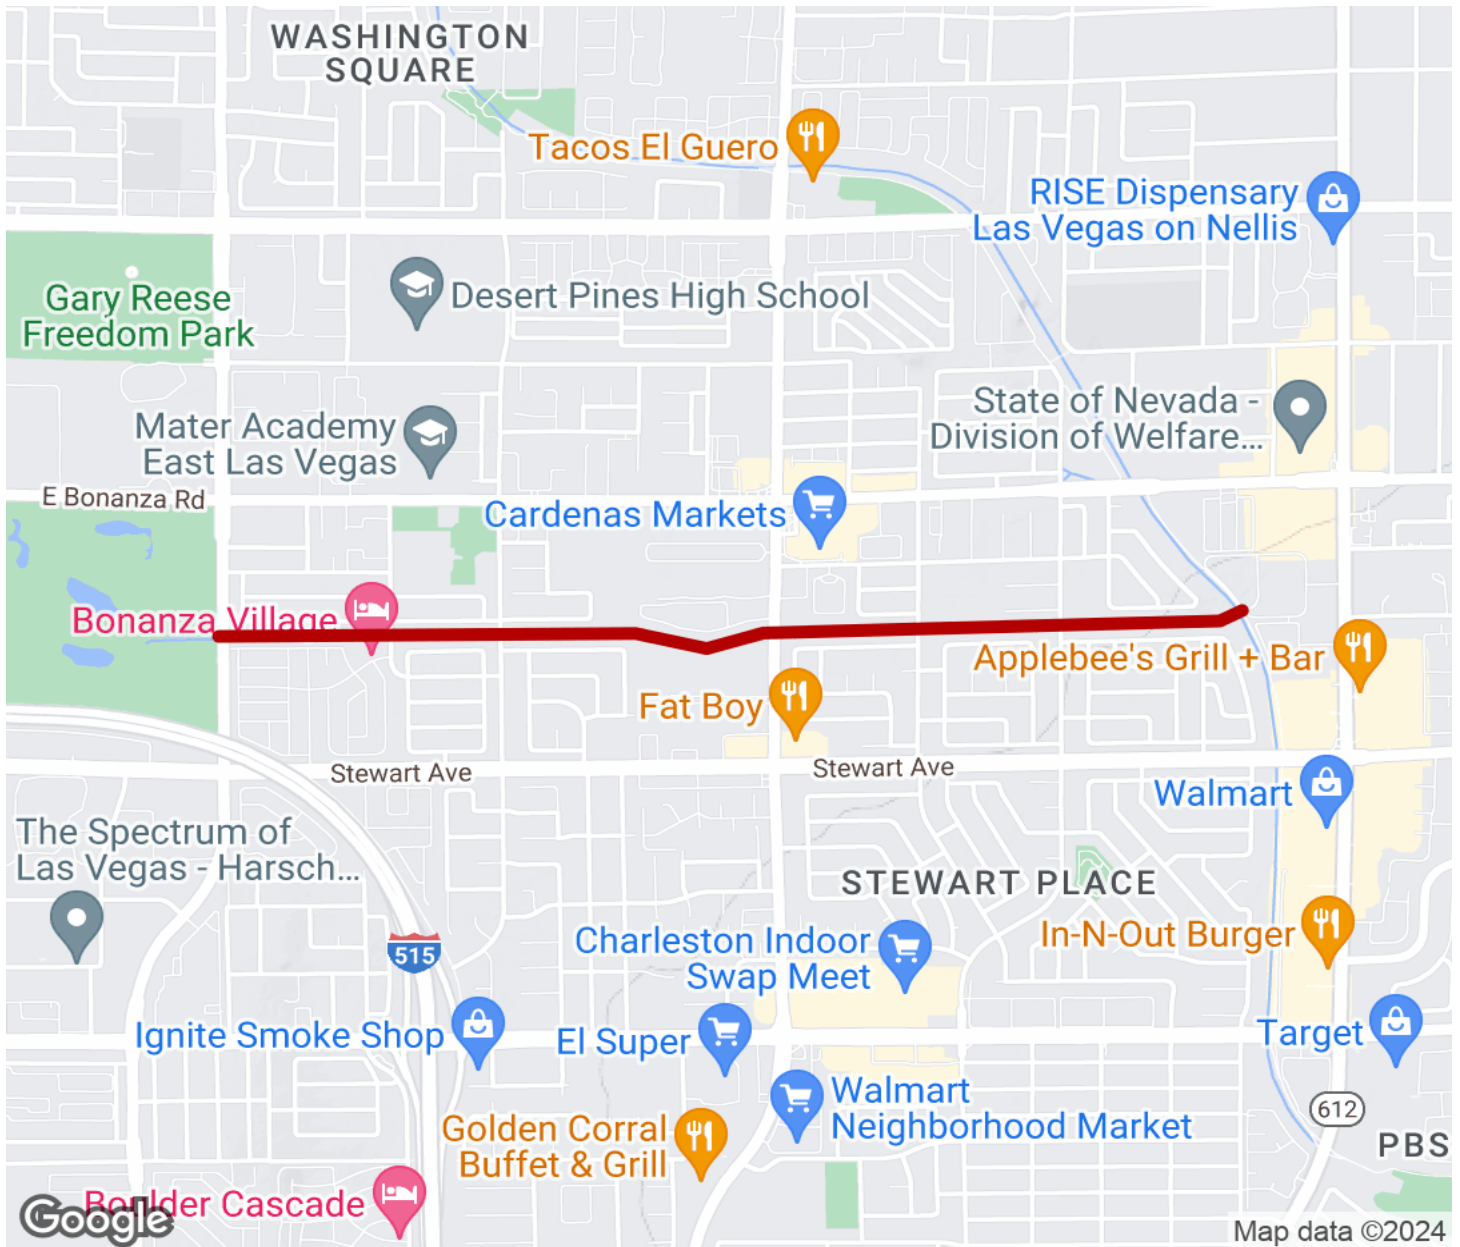 WASHINGTON
SQUARE
Tacos El Guero
RISE Dispensary
Las Vegas on Nellis
Gary Reese
Freedom Park
Desert Pines High School
State of Nevada -
Division of Welfare...
Mater Academy
East Las Vegas
E Bonanza Rd
Cardenas Markets
Bonanza Village
Applebee's Grill + Bar
Fat Boy
Stewart Ave
Stewart Ave
Walmart
The Spectrum of
Las Vegas - Harsch...
STEWART PLACE
515
Charleston Indoor
Swap Meet
In-N-Out Burger
Ignite Smoke Shop
El Super
Target
Walmart
Neighborhood Market
612
Golden Corral
Buffet & Grill
PBS
Boulder Cascade
Google
Map data ©2024